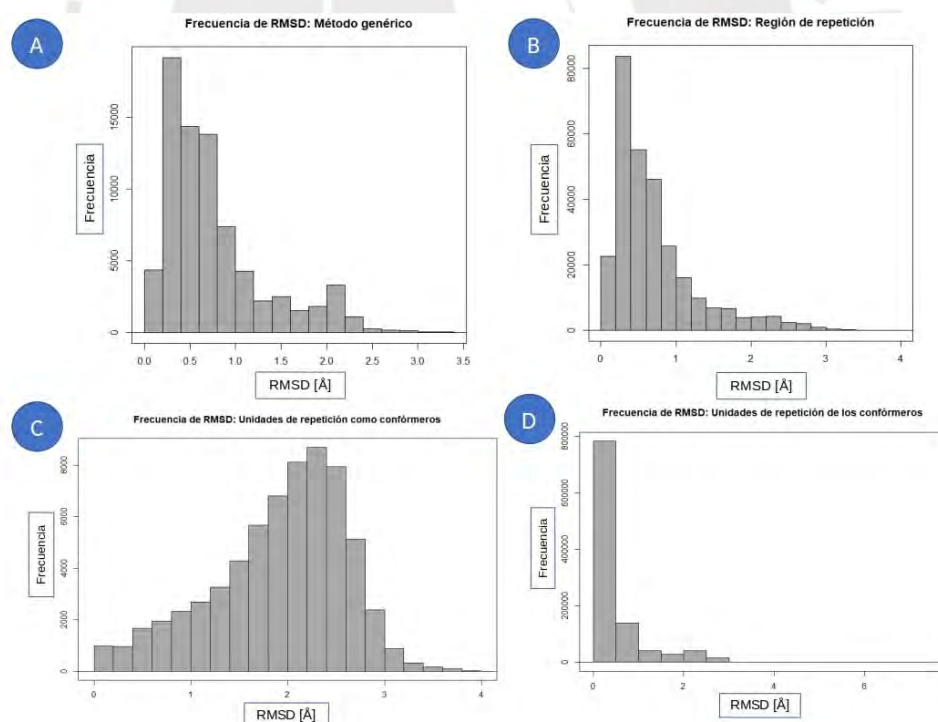 A
Frecuencia de RMSD: Método genérico
Frecuencia
0
5000
10000
15000
0.0 0.5 1.0 1.5 2.0 2.5 3.0 3.5
RMSD [Å]
B
Frecuencia de RMSD: Región de repetición
Frecuencia
0
20000
40000
60000
80000
0 1 2 3 4
RMSD [Å]
C
Frecuencia de RMSD: Unidades de repetición como confórmeros
Frecuencia
0
2000
4000
6000
8000
0 1 2 3 4
RMSD [Å]
D
Frecuencia de RMSD: Unidades de repetición de los confórmeros
Frecuencia
0
200000
400000
600000
800000
0 2 4 6
RMSD [Å]